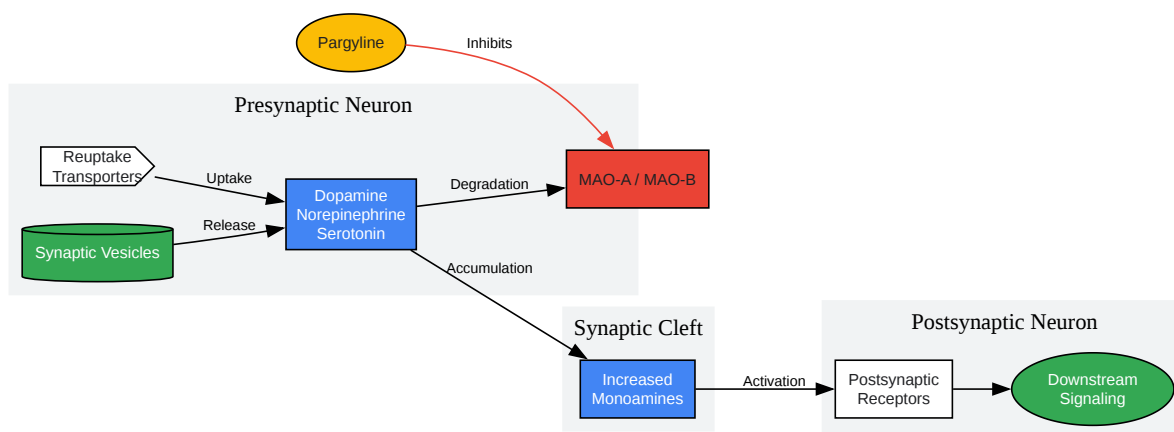 Pargyline
Inhibits
Presynaptic Neuron
Reuptake
Transporters
Uptake
Degradation
MAO-A / MAO-B
Dopamine
Norepinephrine
Serotonin
Release
Synaptic Vesicles
Accumulation
Synaptic Cleft
Postsynaptic Neuron
Increased
Monoamines
Activation
Postsynaptic
Receptors
Downstream
Signaling